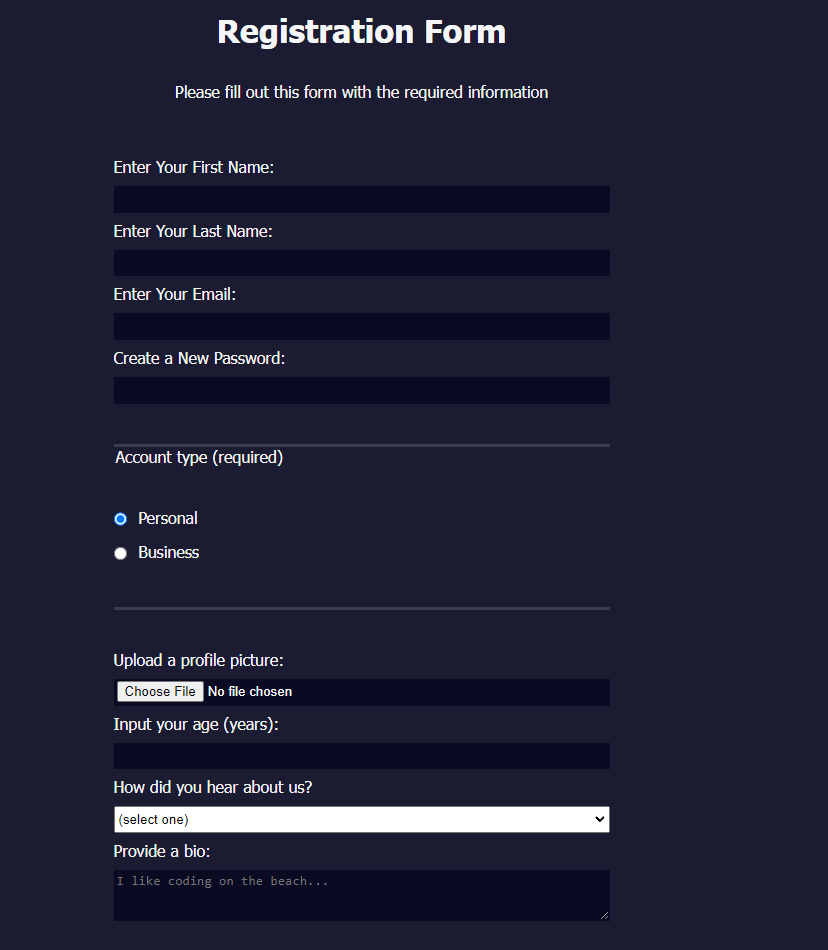 Registration Form
Please fill out this form with the required information
Enter Your First Name:
Enter Your Last Name:
Enter Your Email:
Create a New Password:
Account type (required)
Personal
Business
Upload a profile picture:
Choose File No file chosen
Input your age (years):
How did you hear about us?
(select one)
Provide a bio:
I like coding on the beach...